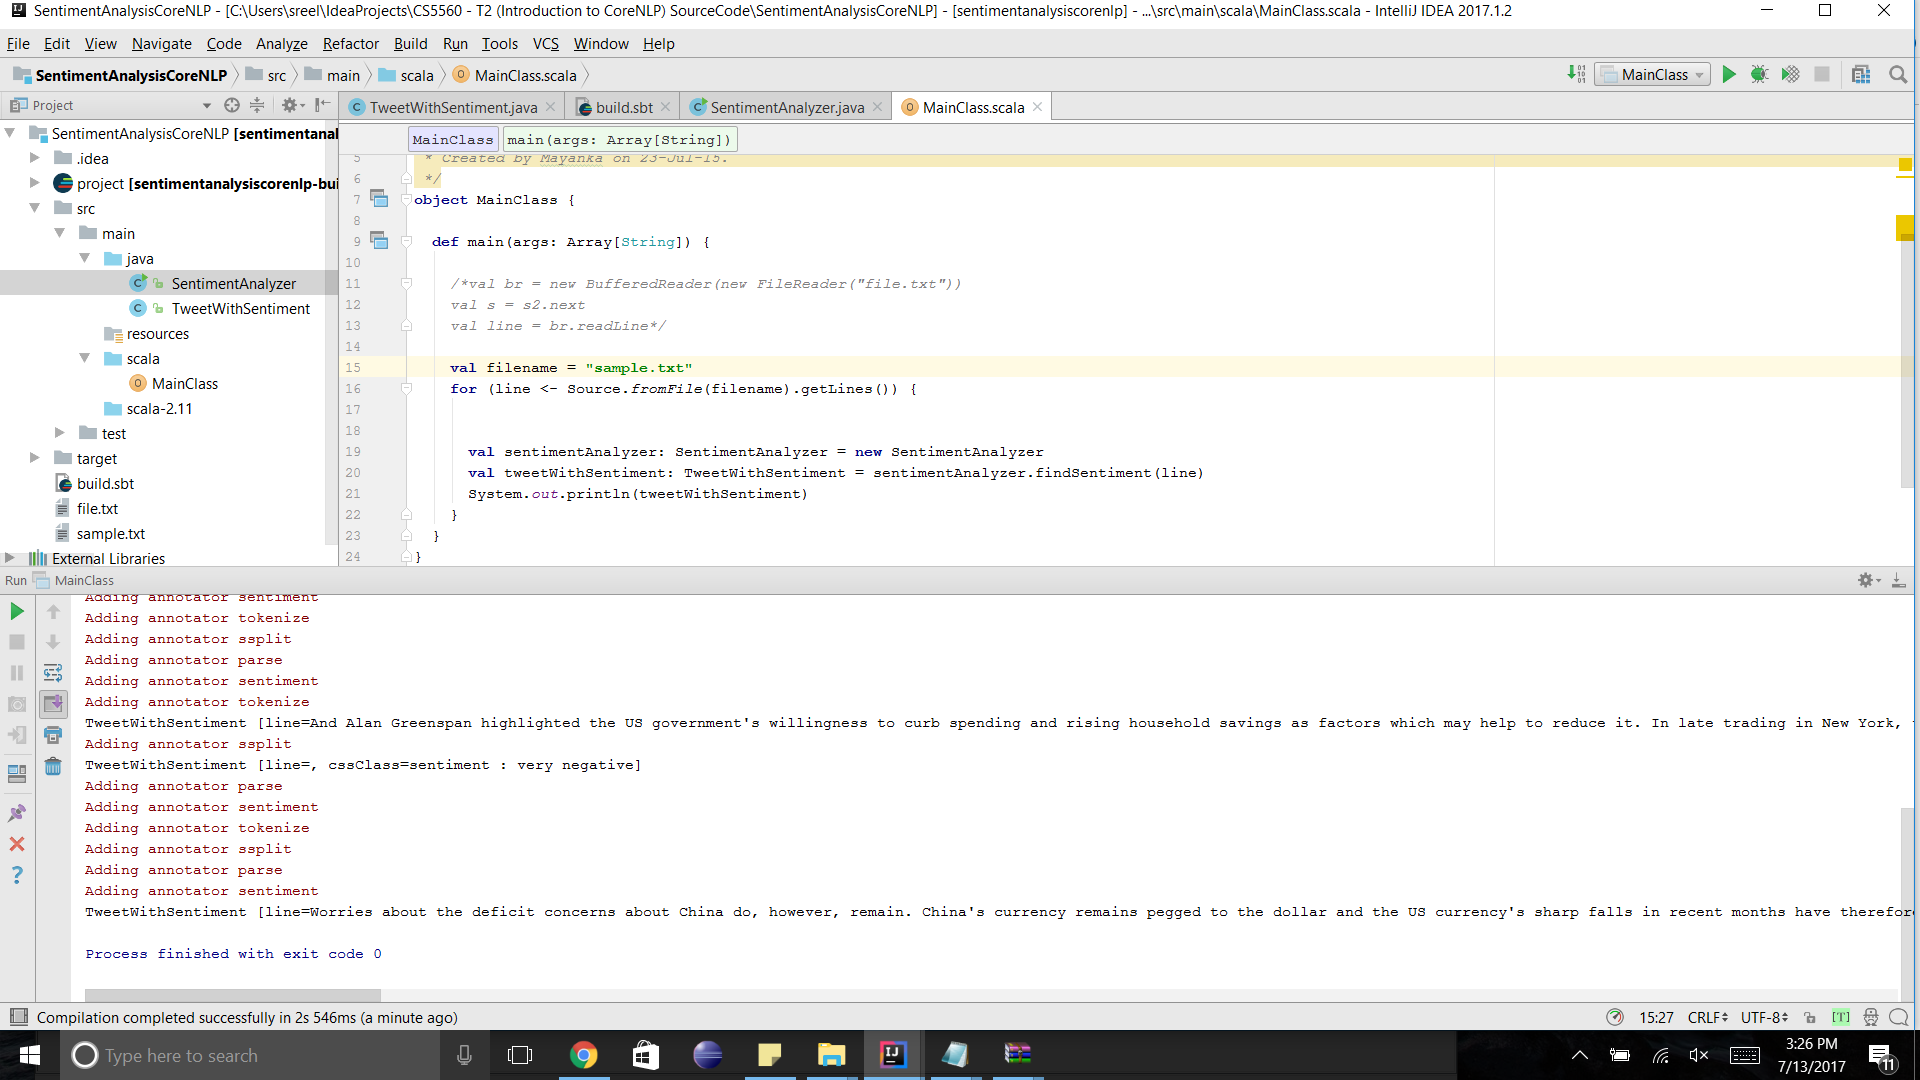 SentimentAnalysisCoreNLP - [C:\Users\sreel\IdeaProjects\CS5560 - T2 (Introduction to CoreNLP) SourceCode\SentimentAnalysisCoreNLP] - [sentimentanalysiscorenlp] - ...\src\main\scala\MainClass.scala - IntelliJ IDEA 2017.1.2
File Edit View Navigate Code Analyze Refactor Build Run Tools VCS Window Help
SentimentAnalysisCoreNLP src main scala MainClass.scala MainClass
Project TweetWithSentiment.java build.sbt SentimentAnalyzer.java MainClass.scala
MainClass main(args: Array[String])
SentimentAnalysisCoreNLP [sentimentanal
.idea
project [sentimentanalysiscorenlp-bui
src
main
java
SentimentAnalyzer
TweetWithSentiment
resources
scala
MainClass
scala-2.11
test
target
build.sbt
file.txt
sample.txt
External Libraries
5 * Created by Mayanka on 23-Jul-15.
6 */
7 object MainClass {
8
9 def main(args: Array[String]) {
10
11 /*val br = new BufferedReader(new FileReader("file.txt"))
12 val s = s2.next
13 val line = br.readLine*/
14
15 val filename = "sample.txt"
16 for (line <- Source.fromFile(filename).getLines()) {
17
18
19 val sentimentAnalyzer: SentimentAnalyzer = new SentimentAnalyzer
20 val tweetWithSentiment: TweetWithSentiment = sentimentAnalyzer.findSentiment(line)
21 System.out.println(tweetWithSentiment)
22 }
23 }
24 }
Run MainClass
Adding annotator sentiment
Adding annotator tokenize
Adding annotator ssplit
Adding annotator parse
Adding annotator sentiment
Adding annotator tokenize
TweetWithSentiment [line=And Alan Greenspan highlighted the US government's willingness to curb spending and rising household savings as factors which may help to reduce it. In late trading in New York,
Adding annotator ssplit
TweetWithSentiment [line=, cssClass=sentiment : very negative]
Adding annotator parse
Adding annotator sentiment
Adding annotator tokenize
Adding annotator ssplit
Adding annotator parse
Adding annotator sentiment
TweetWithSentiment [line=Worries about the deficit concerns about China do, however, remain. China's currency remains pegged to the dollar and the US currency's sharp falls in recent months have therefor
Process finished with exit code 0
Compilation completed successfully in 2s 546ms (a minute ago) 15:27 CRLF UTF-8 [T]
Type here to search
3:26 PM
7/13/2017
11